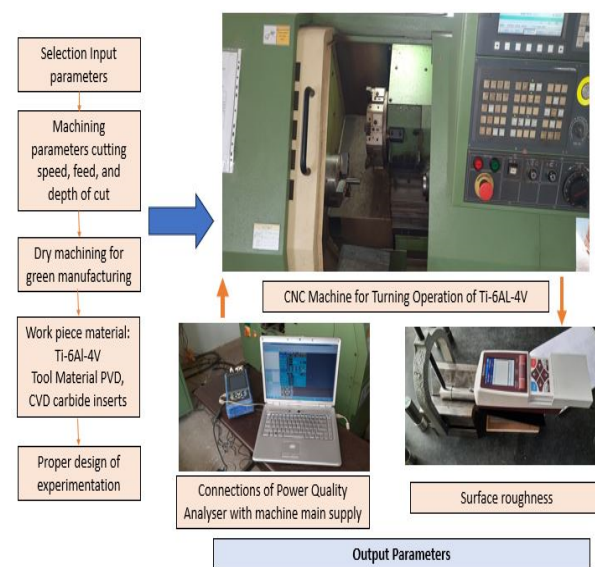 Selection Input
parameters
Machining
parameters cutting
speed, feed, and
depth of cut
Dry machining for
green manufacturing
Work piece material:
Ti-6Al-4V
Tool Material PVD,
CVD carbide inserts
Proper design of
experimentation
CNC Machine for Turning Operation of Ti-6AL-4V
Connections of Power Quality
Analyser with machine main supply
Surface roughness
Output Parameters